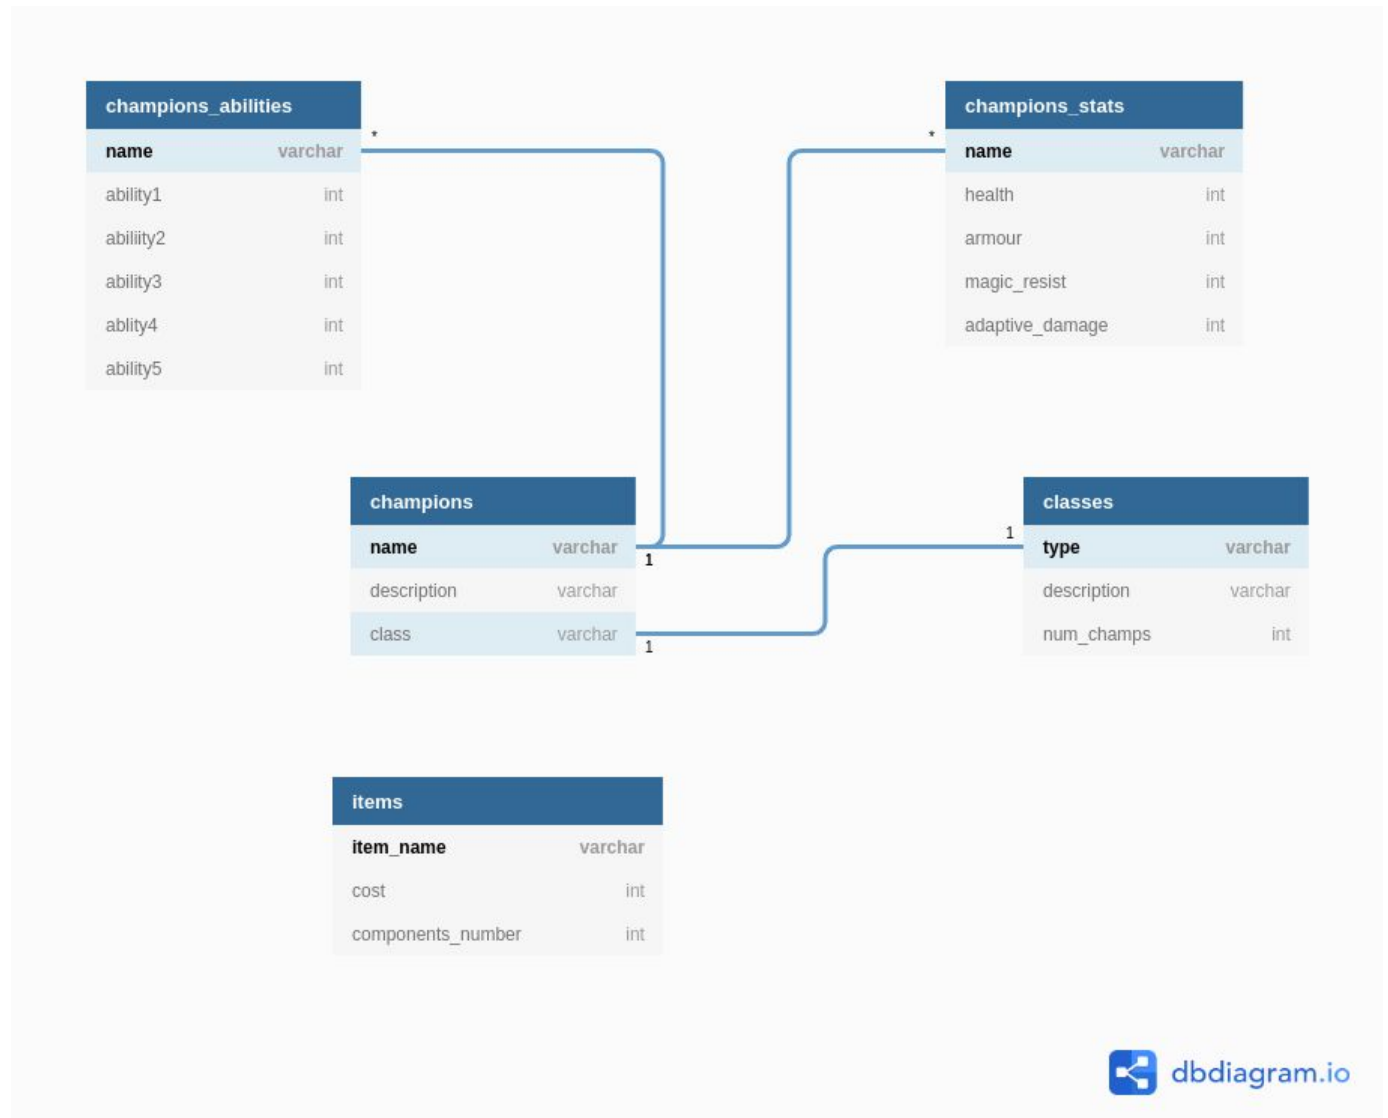 champions_abilities
*
name varchar
ability1 int
abiliity2 int
ability3 int
ablity4 int
ability5 int
champions_stats
*
name varchar
health int
armour int
magic_resist int
adaptive_damage int
champions
name varchar
1
description varchar
class varchar
1
classes
1
type varchar
description varchar
num_champs int
items
item_name varchar
cost int
components_number int
dbdiagram.io